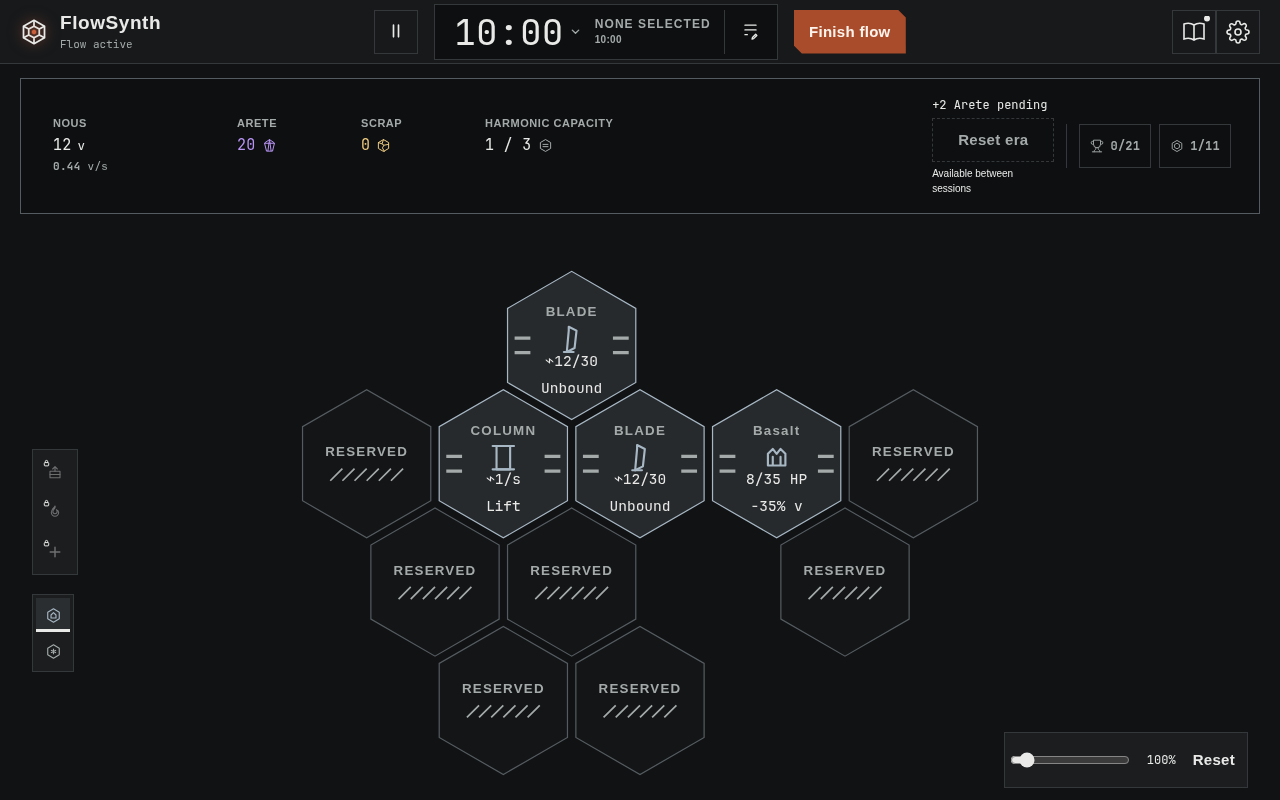 FlowSynth
Flow active
10:00
NONE SELECTED
10:00
Finish flow
NOUS
12 v
0.44 v/s
ARETE
20
SCRAP
0
HARMONIC CAPACITY
1 / 3
+2 Arete pending
Reset era
Available between
sessions
0/21
1/11
BLADE
~12/30
Unbound
RESERVED
COLUMN
~1/s
Lift
BLADE
~12/30
Unbound
Basalt
8/35 HP
-35% v
RESERVED
RESERVED
RESERVED
RESERVED
RESERVED
RESERVED
100%
Reset